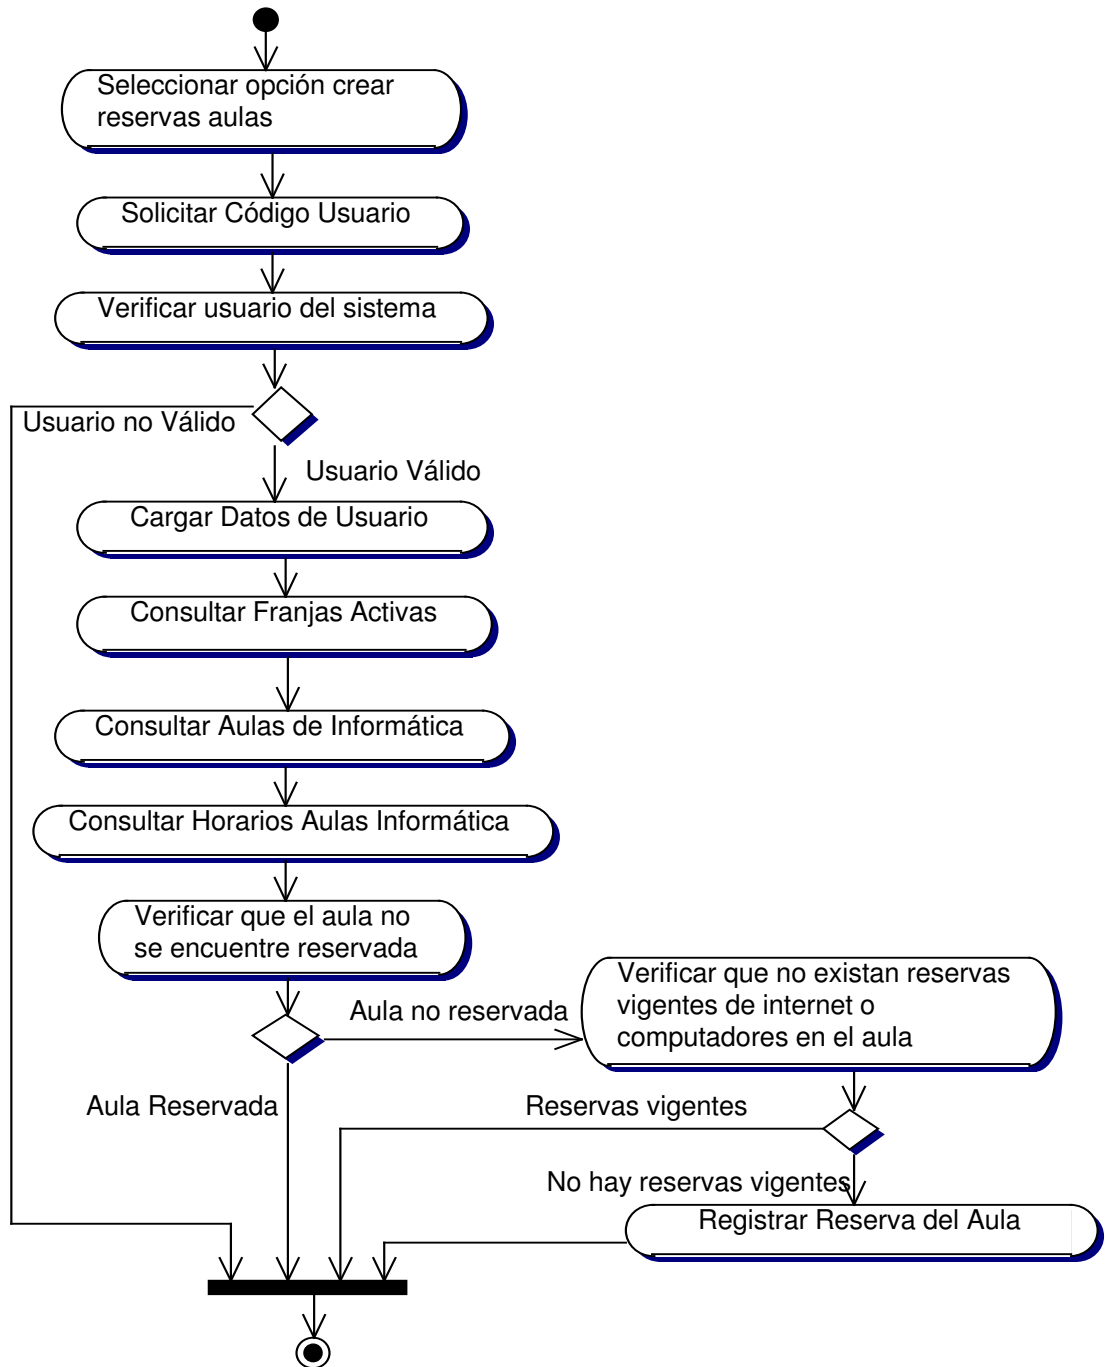 Seleccionar opción crear
reservas aulas
Solicitar Código Usuario
Verificar usuario del sistema
Usuario no Válido
Usuario Válido
Cargar Datos de Usuario
Consultar Franjas Activas
Consultar Aulas de Informática
Consultar Horarios Aulas Informática
Verificar que el aula no
se encuentre reservada
Aula no reservada
Verificar que no existan reservas
vigentes de internet o
computadores en el aula
Aula Reservada
Reservas vigentes
No hay reservas vigentes
Registrar Reserva del Aula